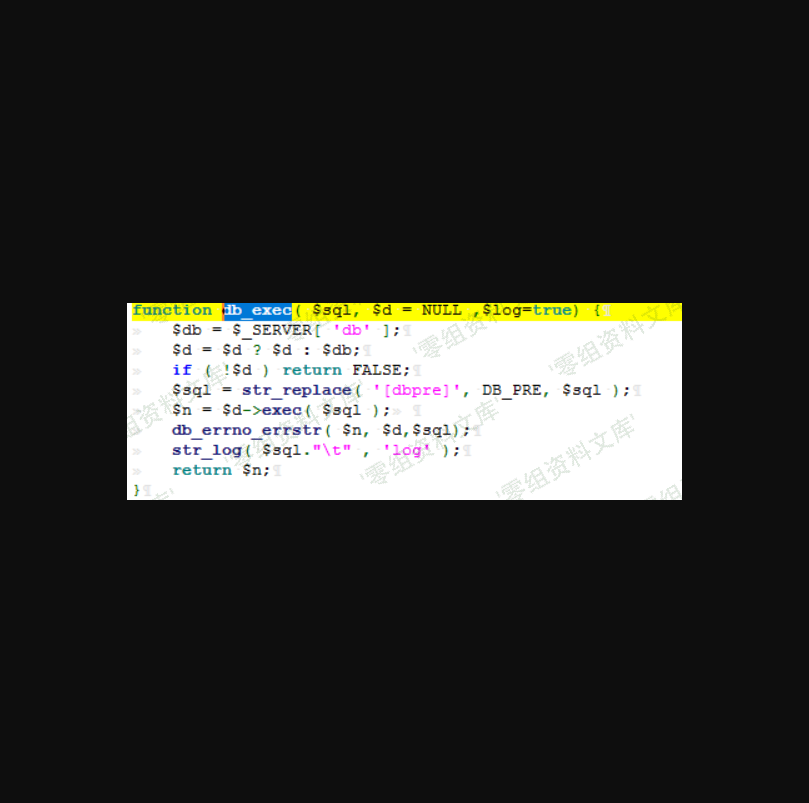 function db_exec( $sql, $d = NULL ,$log=true) {
$db = $_SERVER[ 'db' ];
$d = $d ? $d : $db;
if ( !$d ) return FALSE;
$sql = str_replace( '[dbpre]', DB_PRE, $sql );
$n = $d->exec( $sql );
db_errno_errstr( $n, $d,$sql);
str_log( $sql."\t" , 'log' );
return $n;
}
'零组资料文库'
'零组资料文库'
'零组资料文库'
'零组资料文库'